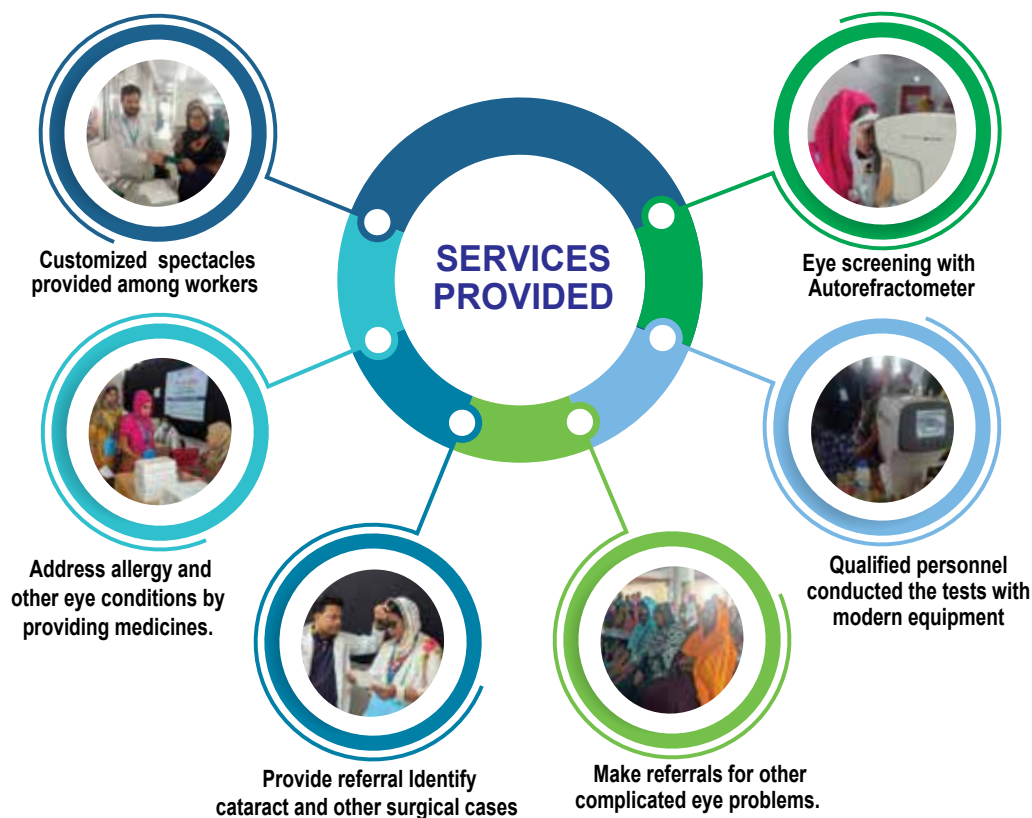 SERVICES
PROVIDED
Customized spectacles
provided among workers
Eye screening with
Autorefractometer
Address allergy and
other eye conditions by
providing medicines.
Qualified personnel
conducted the tests with
modern equipment
Provide referral Identify
cataract and other surgical cases
Make referrals for other
complicated eye problems.